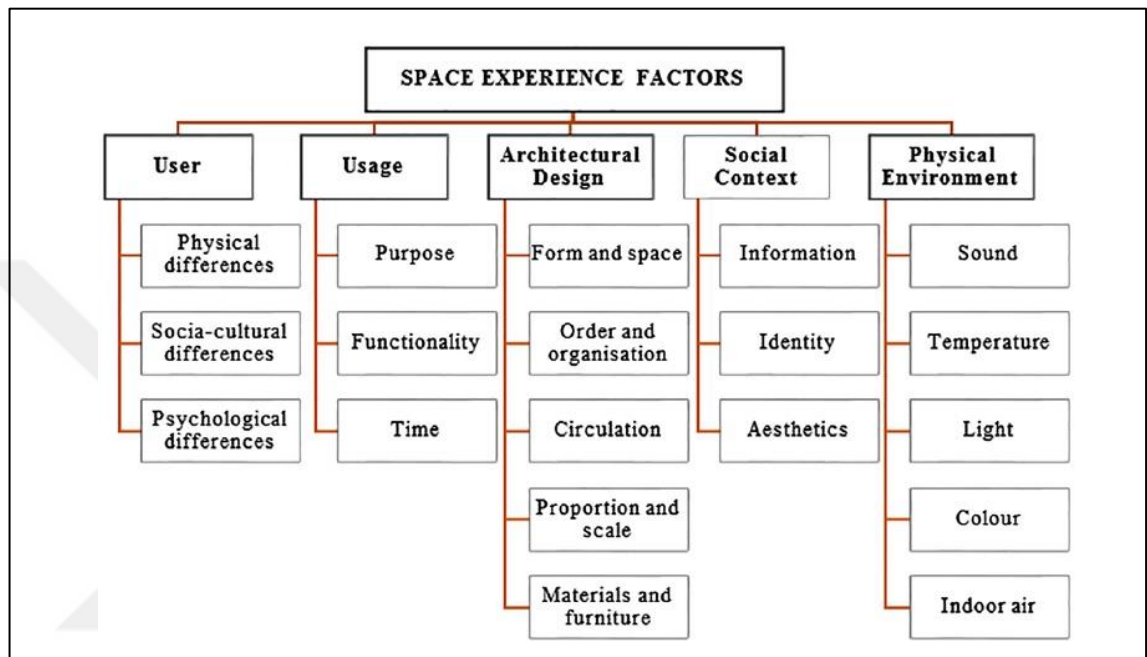 SPACE EXPERIENCE FACTORS
User
Physical
differences
Socia-cultural
differences
Psychological
differences
Usage
Purpose
Functionality
Time
Architectural
Design
Form and space
Order and
organisation
Circulation
Proportion and
scale
Materials and
furniture
Social
Context
Information
Identity
Aesthetics
Physical
Environment
Sound
Temperature
Light
Colour
Indoor air